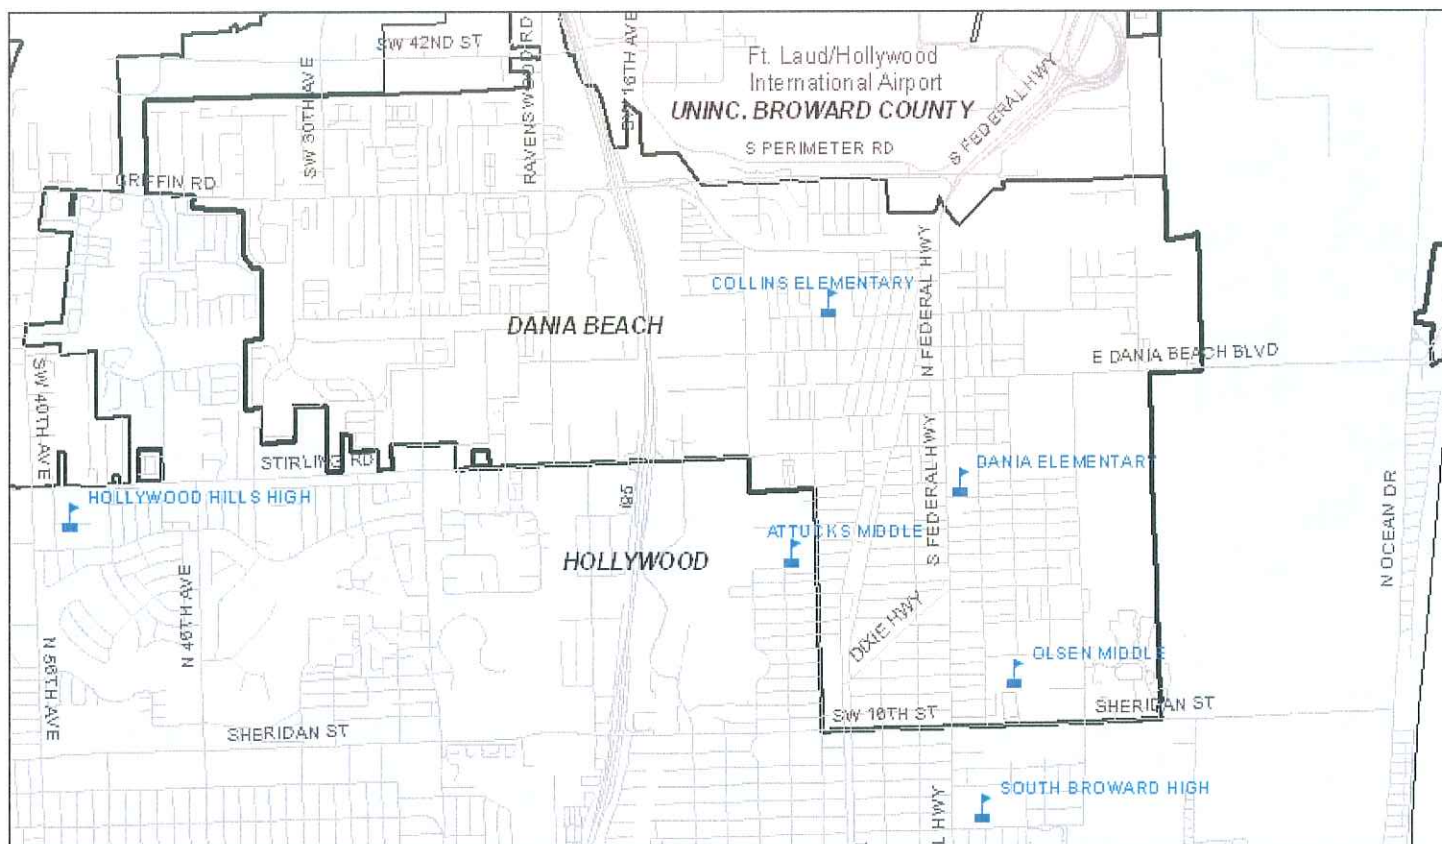 SW 42ND ST
SW 30TH AVE
RAVENSWOOD RD
SW 16TH AVE
Ft. Laud/Hollywood
International Airport
UNINC. BROWARD COUNTY
S FEDERAL HWY
S PERIMETER RD
GRIFFIN RD
N FEDERAL HWY
COLLINS ELEMENTARY
DANIA BEACH
E DANIA BEACH BLVD
SW 40TH AVE
STIRLING RD
S FEDERAL HWY
DANIA ELEMENTARY
HOLLYWOOD HILLS HIGH
I95
ATTUCKS MIDDLE
N OCEAN DR
HOLLYWOOD
N 40TH AVE
DIXIE HWY
N 56TH AVE
OLSEN MIDDLE
SW 10TH ST
SHERIDAN ST
SHERIDAN ST
SOUTH BROWARD HIGH
L HWY